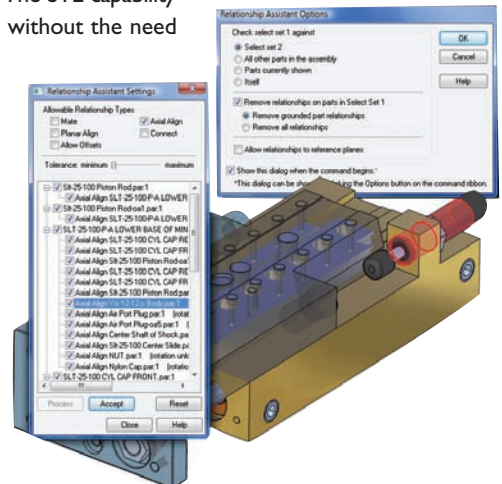 without the need
Relationship Assistant Options
Check select set 1 against
Select set 2
All other parts in the assembly
Parts currently shown
Itself
Remove relationships on parts in Select Set 1
Remove grounded part relationships
Remove all relationships
Allow relationships to reference planes
Show this dialog when the command begins.*
*This dialog can be the Options button on the command ribbon.
OK
Cancel
Help
Relationship Assistant Settings
Allowable Relationship Types
Mate
Axial Align
Planar Align
Connect
Allow Offsets
Tolerance: minimum
maximum
Slt-25-100 Piston Rod.par:1
Axial Align SLT-25-100-P-A LOWER
Slt-25-100 Piston Rod-oa1.par:1
Axial Align SLT-25-100-P-A LOWER
SLT-25-100-P-A LOWER BASE OF MIN
Axial Align SLT-25-100 CYL CAP RE
Axial Align SLT-25-100 CYL CAP FR
Axial Align Slt-25-100 Piston Rod-oa
Axial Align SLT-25-100 CYL CAP RE
Axial Align SLT-25-100 CYL CAP FR
Axial Align Slt-25-100 Piston Rod.par
Axial Align Body.par:1
Axial Align Air Port Plug.par:1 (rotat
Axial Align Air Port Plug-oa5.par:1 (
Axial Align Center Shaft of Shock.pa
Axial Align Slt-25-100 Center Slide.p
Axial Align NUT.par:1 (rotation unlo
Axial Align Nylon Cap.par:1 (rotatio
SLT-25-100 CYL CAP FRONT.par:1
Process
Accept
Reset
Close
Help